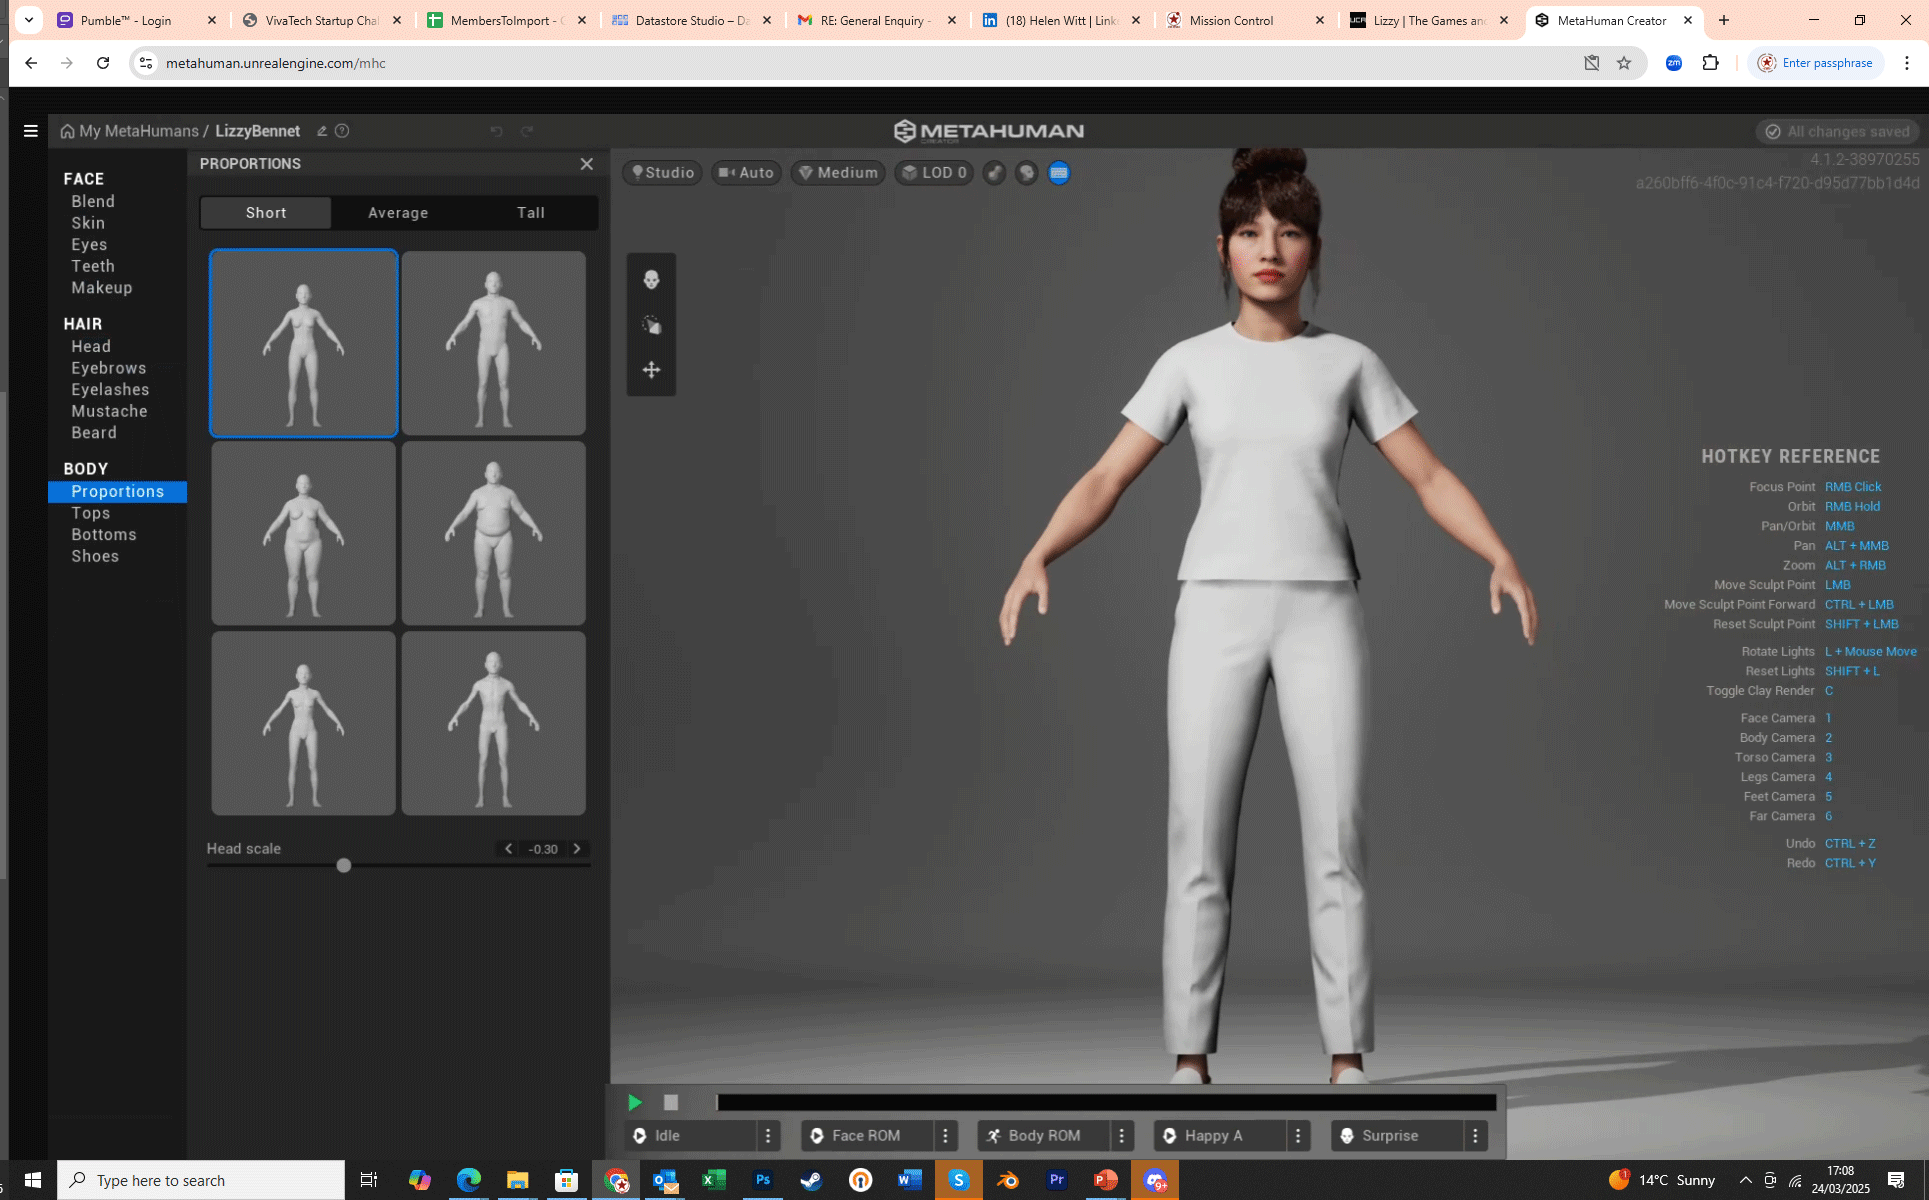 Pumble™ - Login
VivaTech Startup Chal
MembersToImport - G
Datastore Studio – Da
RE: General Enquiry -
(18) Helen Witt | Linke
Mission Control
Lizzy | The Games and
MetaHuman Creator
metahuman.unrealengine.com/mhc
zm
Enter passphrase
My MetaHumans / LizzyBennet
METAHUMAN
CREATOR
All changes saved
4.1.2-38970255
a260bff6-4f0c-91c4-f720-d95d77bb1d4d
FACE
Blend
Skin
Eyes
Teeth
Makeup
HAIR
Head
Eyebrows
Eyelashes
Mustache
Beard
BODY
Proportions
Tops
Bottoms
Shoes
PROPORTIONS
Short
Average
Tall
Head scale
-0.30
Studio
Auto
Medium
LOD 0
HOTKEY REFERENCE
Focus Point RMB Click
Orbit RMB Hold
Pan/Orbit MMB
Pan ALT + MMB
Zoom ALT + RMB
Move Sculpt Point LMB
Move Sculpt Point Forward CTRL + LMB
Reset Sculpt Point SHIFT + LMB
Rotate Lights L + Mouse Move
Reset Lights SHIFT + L
Toggle Clay Render C
Face Camera 1
Body Camera 2
Torso Camera 3
Legs Camera 4
Feet Camera 5
Far Camera 6
Undo CTRL + Z
Redo CTRL + Y
Idle
Face ROM
Body ROM
Happy A
Surprise
Type here to search
14°C Sunny
17:08
24/03/2025